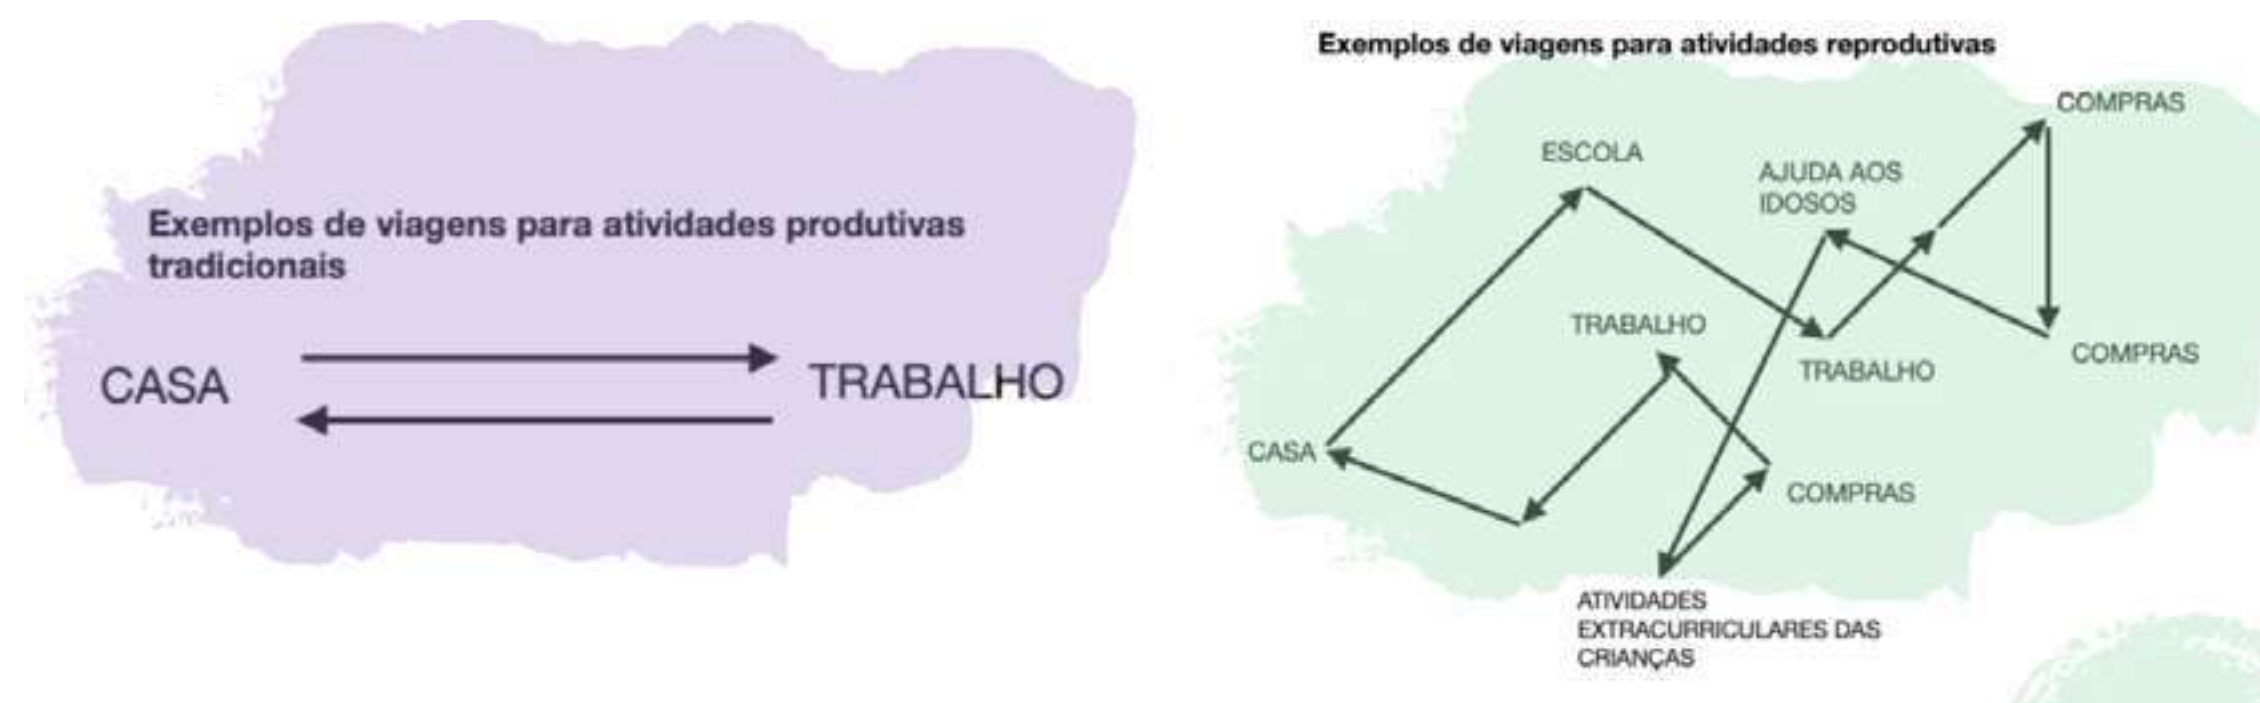 Exemplos de viagens para atividades produtivas
tradicionais
CASA
TRABALHO
Exemplos de viagens para atividades reprodutivas
COMPRAS
ESCOLA
AJUDA AOS
IDOSOS
TRABALHO
TRABALHO
COMPRAS
CASA
COMPRAS
ATIVIDADES
EXTRACURRICULARES DAS
CRIANÇAS